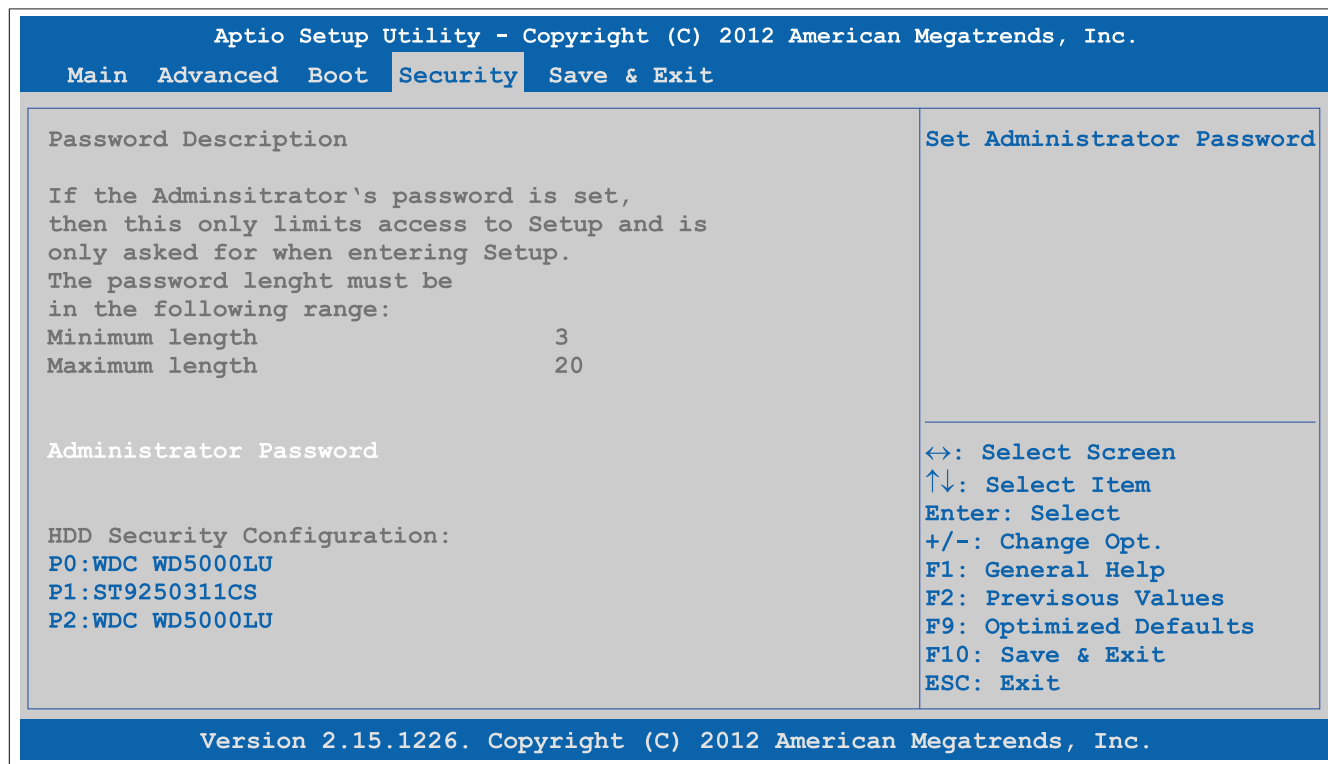 Aptio Setup Utility - Copyright (C) 2012 American Megatrends, Inc.
Main Advanced Boot Security Save & Exit
Password Description
If the Adminsitrator‘s password is set,
then this only limits access to Setup and is
only asked for when entering Setup.
The password lenght must be
in the following range:
Minimum length 3
Maximum length 20
Administrator Password
HDD Security Configuration:
P0:WDC WD5000LU
P1:ST9250311CS
P2:WDC WD5000LU
Set Administrator Password
↔: Select Screen
↑↓: Select Item
Enter: Select
+/-: Change Opt.
F1: General Help
F2: Previsous Values
F9: Optimized Defaults
F10: Save & Exit
ESC: Exit
Version 2.15.1226. Copyright (C) 2012 American Megatrends, Inc.